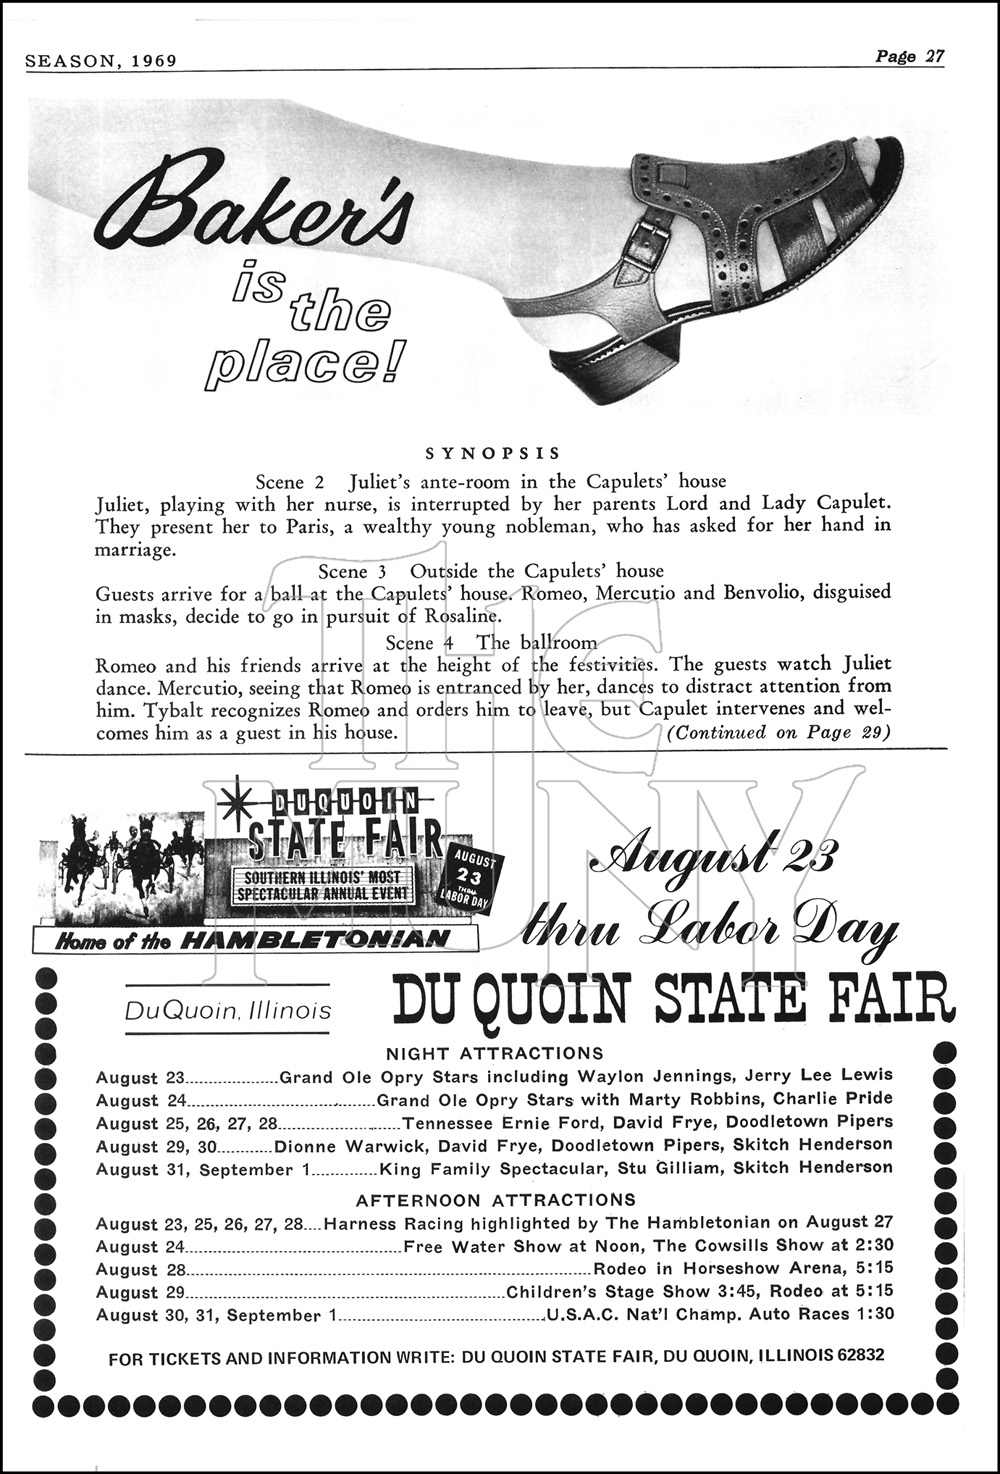 SEASON, 1969
Page 27
Baker's
is
the
place!
SYNOPSIS
Scene 2 Juliet's ante-room in the Capulets' house
Juliet, playing with her nurse, is interrupted by her parents Lord and Lady Capulet.
They present her to Paris, a wealthy young nobleman, who has asked for her hand in
marriage.
Scene 3 Outside the Capulets' house
Guests arrive for a ball at the Capulets' house. Romeo, Mercutio and Benvolio, disguised
in masks, decide to go in pursuit of Rosaline.
Scene 4 The ballroom
Romeo and his friends arrive at the height of the festivities. The guests watch Juliet
dance. Mercutio, seeing that Romeo is entranced by her, dances to distract attention from
him. Tybalt recognizes Romeo and orders him to leave, but Capulet intervenes and wel-
comes him as a guest in his house. (Continued on Page 29)
The
MUNY
DUQUOIN
STATE FAIR
SOUTHERN ILLINOIS' MOST
SPECTACULAR ANNUAL EVENT
AUGUST
23
THRU
LABOR DAY
Home of the HAMBLETONIAN
August 23
thru Labor Day
DuQuoin, Illinois
DU QUOIN STATE FAIR
NIGHT ATTRACTIONS
August 23....................Grand Ole Opry Stars including Waylon Jennings, Jerry Lee Lewis
August 24........................................Grand Ole Opry Stars with Marty Robbins, Charlie Pride
August 25, 26, 27, 28..........................Tennessee Ernie Ford, David Frye, Doodletown Pipers
August 29, 30............Dionne Warwick, David Frye, Doodletown Pipers, Skitch Henderson
August 31, September 1..............King Family Spectacular, Stu Gilliam, Skitch Henderson
AFTERNOON ATTRACTIONS
August 23, 25, 26, 27, 28....Harness Racing highlighted by The Hambletonian on August 27
August 24..............................................Free Water Show at Noon, The Cowsills Show at 2:30
August 28......................................................................................Rodeo in Horseshow Arena, 5:15
August 29....................................................................Children's Stage Show 3:45, Rodeo at 5:15
August 30, 31, September 1............................................U.S.A.C. Nat'l Champ. Auto Races 1:30
FOR TICKETS AND INFORMATION WRITE: DU QUOIN STATE FAIR, DU QUOIN, ILLINOIS 62832